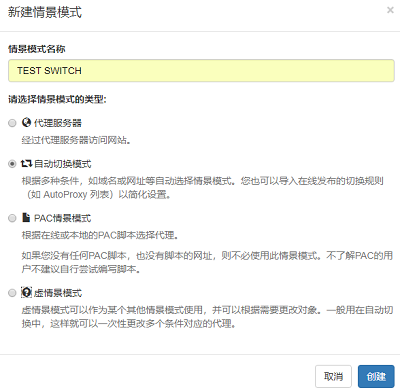 新建情景模式
×
情景模式名称
TEST SWITCH
请选择情景模式的类型:
代理服务器
经过代理服务器访问网站。
自动切换模式
根据多种条件，如域名或网址等自动选择情景模式。您也可以导入在线发布的切换规则
（如 AutoProxy 列表）以简化设置。
PAC情景模式
根据在线或本地的PAC脚本选择代理。
如果您没有任何PAC脚本，也没有脚本的网址，则不必使用此情景模式。不了解PAC的用
户不建议自行尝试编写脚本。
虚情景模式
虚情景模式可以作为某个其他情景模式使用，并可以根据需要更改对象。一般用在自动切
换中，这样就可以一次性更改多个条件对应的代理。
取消 创建